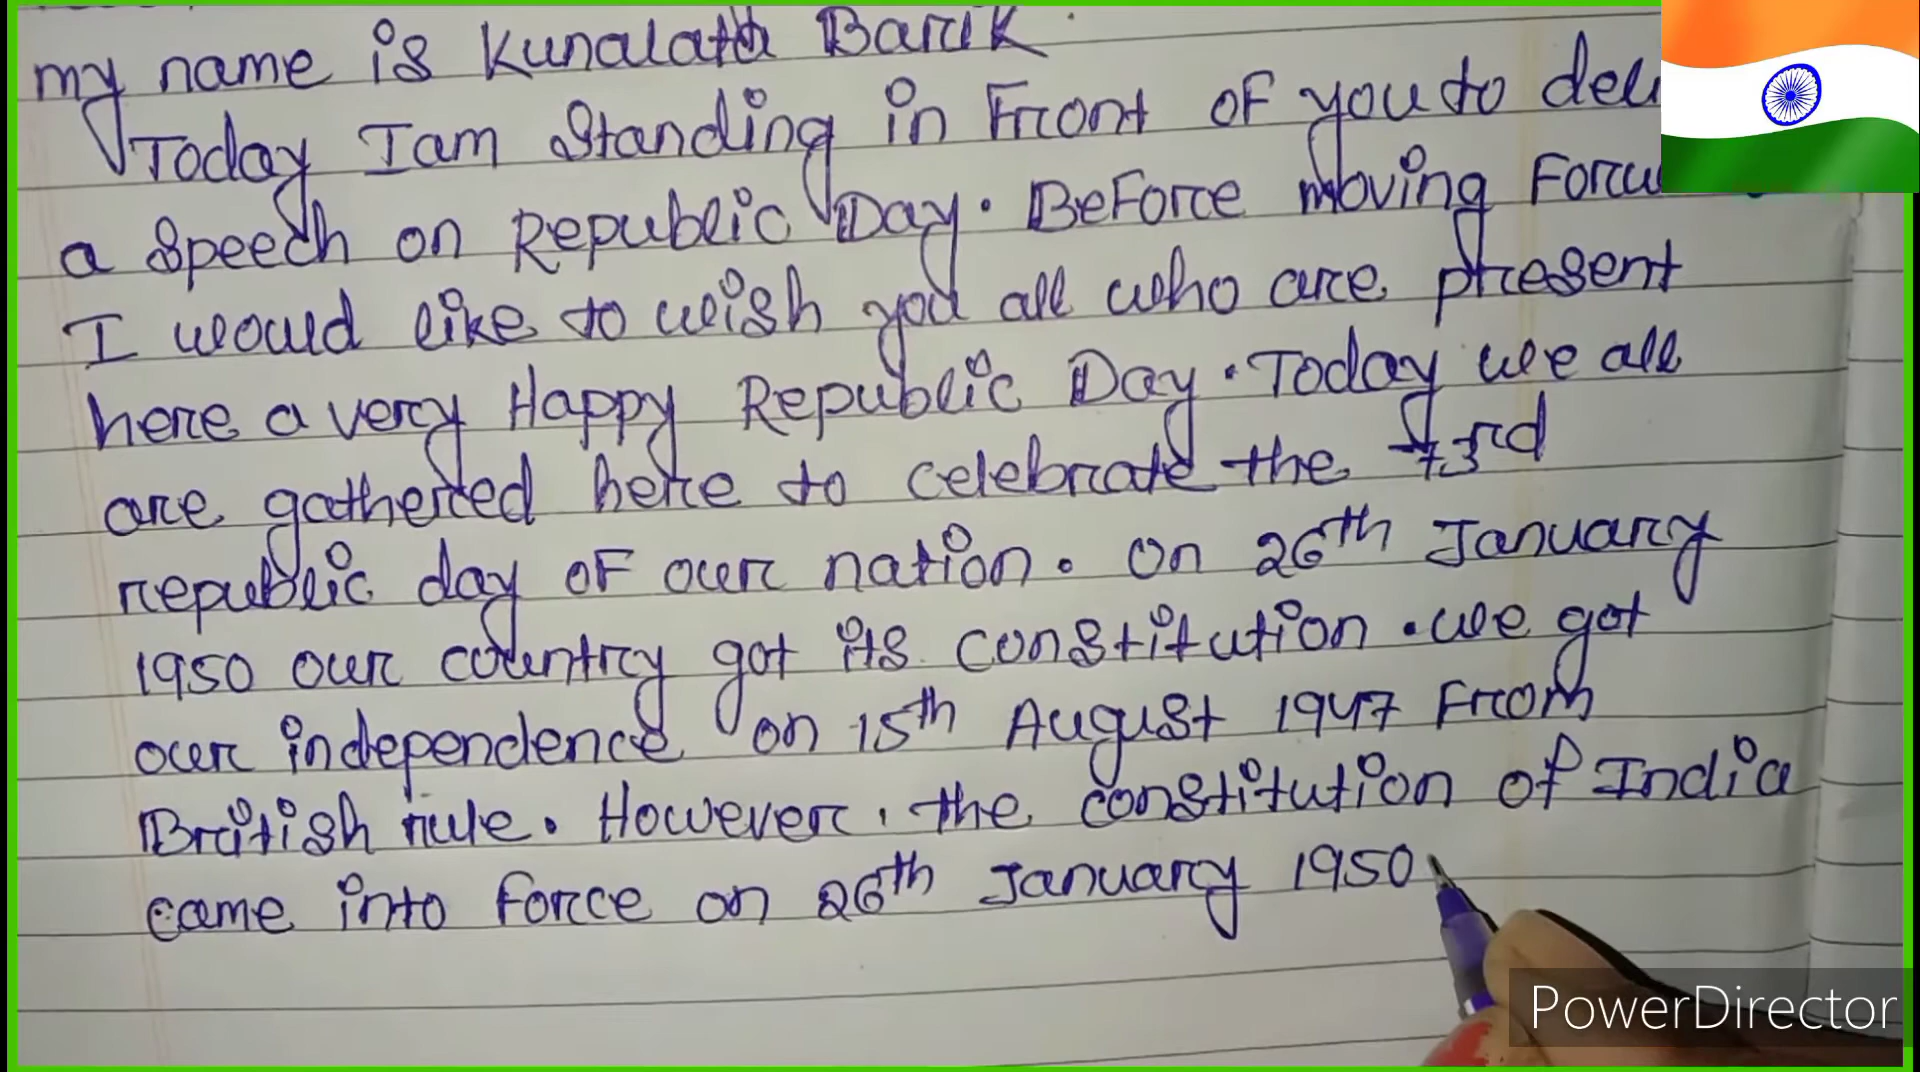 my name is Kunalata Barik.
Today I am Standing in Front of you to
a Speech on Republic Day. Before moving
I would like to wish you all who are present
here a very Happy Republic Day. Today we all
are gathered here to celebrate the 73rd
republic day of our nation. On 26th January
1950 our country got its constitution. we got
our independence on 15th August 1947 From
British rule. However, the constitution of India
came into force on 26th January 1950
PowerDirector